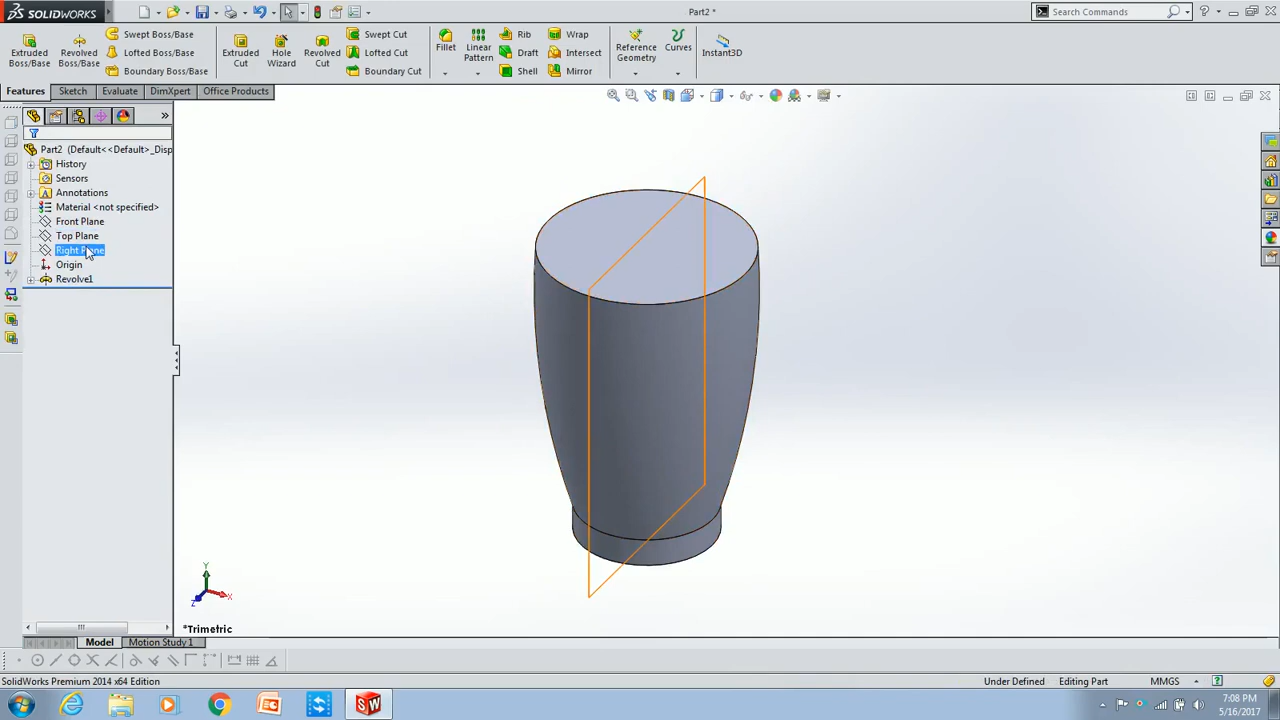 SOLIDWORKS
Part2 *
Search Commands
Extruded Boss/Base
Revolved Boss/Base
Swept Boss/Base
Lofted Boss/Base
Boundary Boss/Base
Extruded Cut
Hole Wizard
Revolved Cut
Swept Cut
Lofted Cut
Boundary Cut
Fillet
Linear Pattern
Rib
Draft
Shell
Wrap
Intersect
Mirror
Reference Geometry
Curves
Instant3D
Features
Sketch
Evaluate
DimXpert
Office Products
Part2 (Default<<Default>_Disp
History
Sensors
Annotations
Material <not specified>
Front Plane
Top Plane
Right Plane
Origin
Revolve1
Y
X
Z
*Trimetric
Model
Motion Study 1
SolidWorks Premium 2014 x64 Edition
Under Defined
Editing Part
MMGS
7:08 PM
5/16/2017